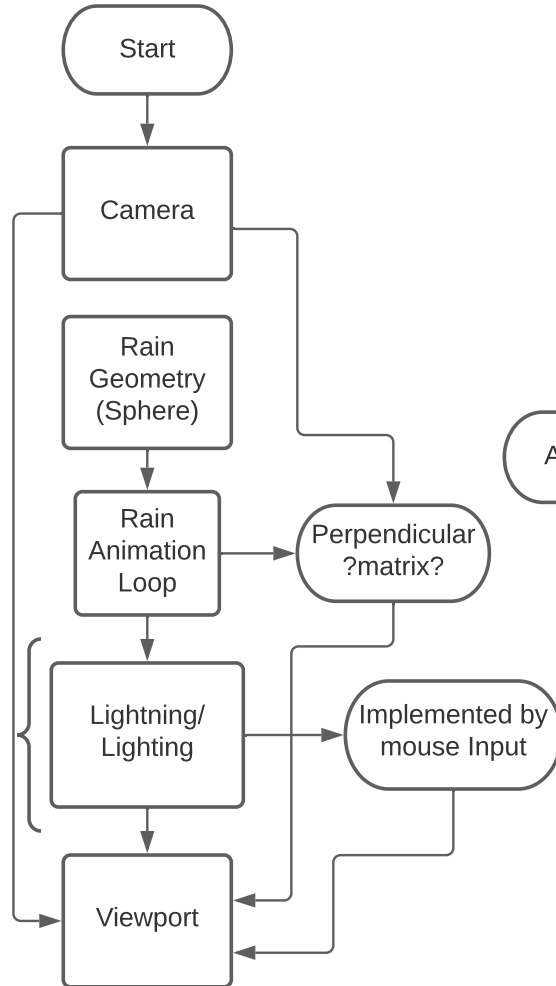 Start
Camera
Rain
Geometry
(Sphere)
Rain
Animation
Loop
Perpendicular
?matrix?
Lightning/
Lighting
Implemented by
mouse Input
Viewport